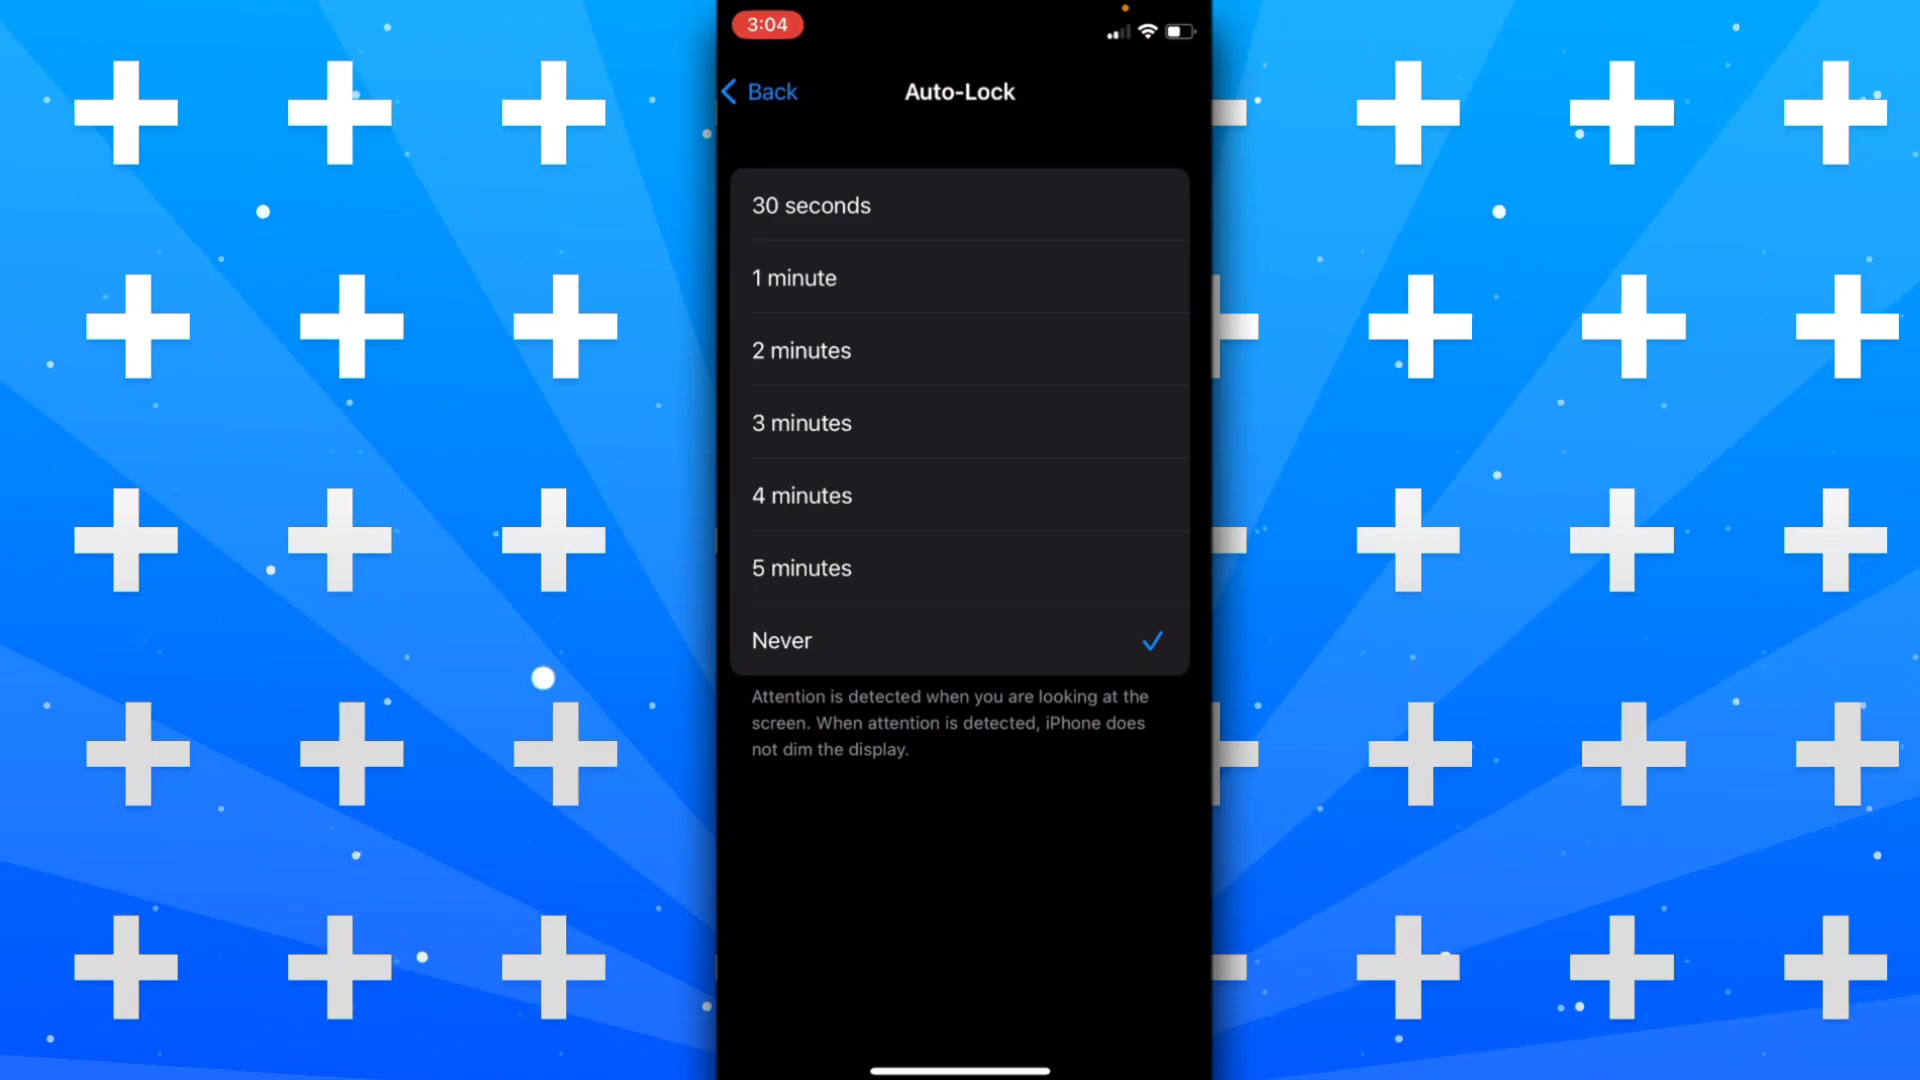 3:04
Back
Auto-Lock
30 seconds
1 minute
2 minutes
3 minutes
4 minutes
5 minutes
Never
Attention is detected when you are looking at the
screen. When attention is detected, iPhone does
not dim the display.